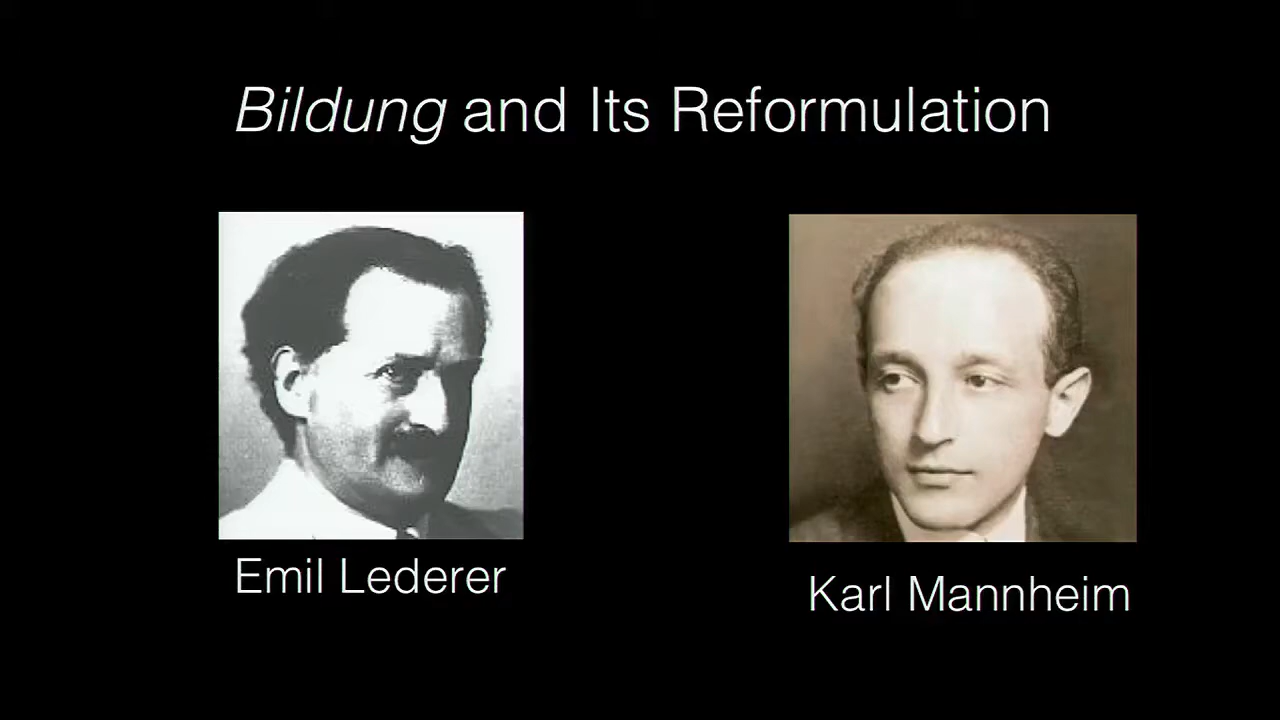 Bildung and Its Reformulation
Emil Lederer
Karl Mannheim